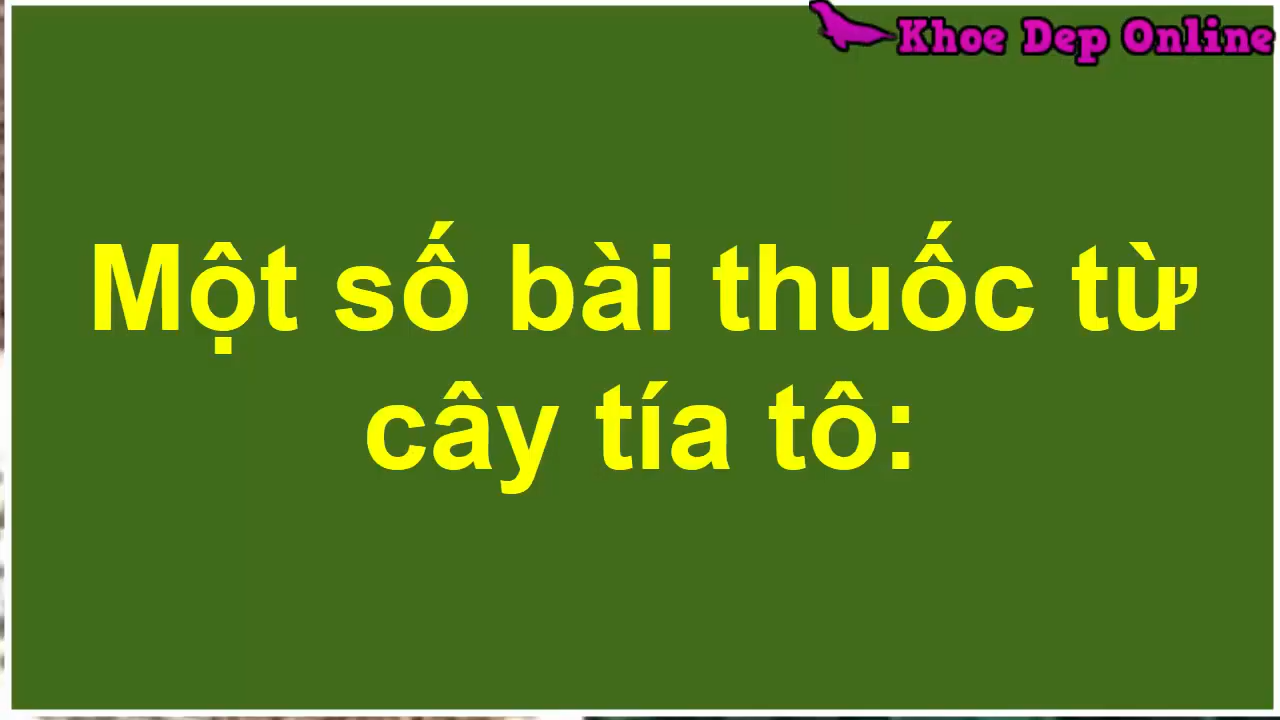 Khoe Dep Online
Một số bài thuốc từ
cây tía tô: